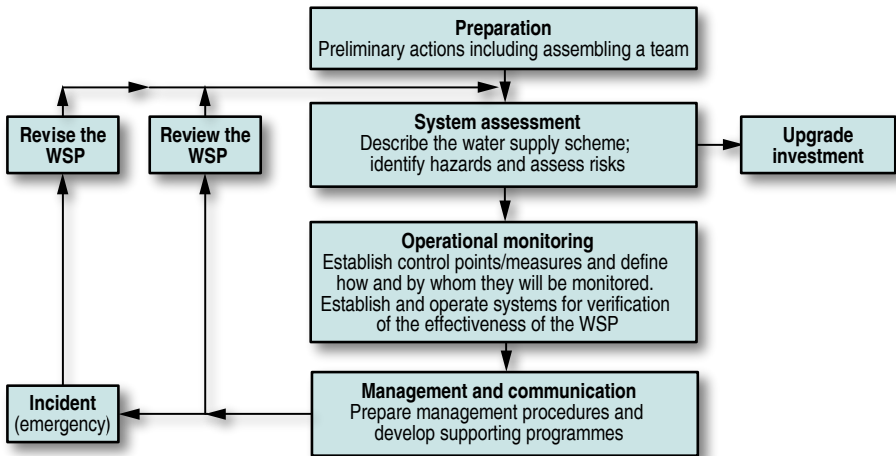 Preparation
Preliminary actions including assembling a team
Revise the
WSP
Review the
WSP
System assessment
Describe the water supply scheme;
identify hazards and assess risks
Upgrade
investment
Operational monitoring
Establish control points/measures and define
how and by whom they will be monitored.
Establish and operate systems for verification
of the effectiveness of the WSP
Incident
(emergency)
Management and communication
Prepare management procedures and
develop supporting programmes